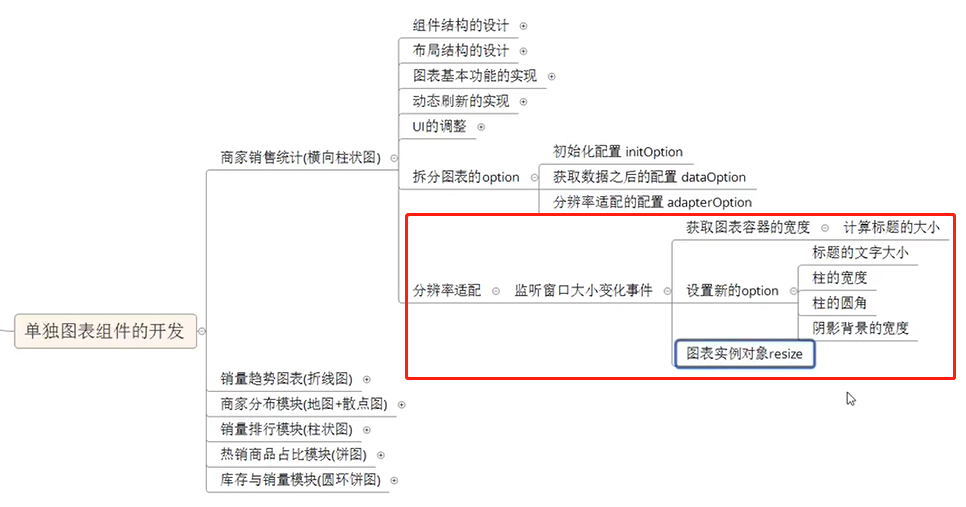 组件结构的设计
布局结构的设计
图表基本功能的实现
动态刷新的实现
UI的调整
商家销售统计(横向柱状图)
初始化配置 initOption
拆分图表的option
获取数据之后的配置 dataOption
分辨率适配的配置 adapterOption
获取图表容器的宽度
计算标题的大小
标题的文字大小
柱的宽度
分辨率适配
监听窗口大小变化事件
设置新的option
柱的圆角
阴影背景的宽度
单独图表组件的开发
图表实例对象resize
销量趋势图表(折线图)
商家分布模块(地图+散点图)
销量排行模块(柱状图)
热销商品占比模块(饼图)
库存与销量模块(圆环饼图)